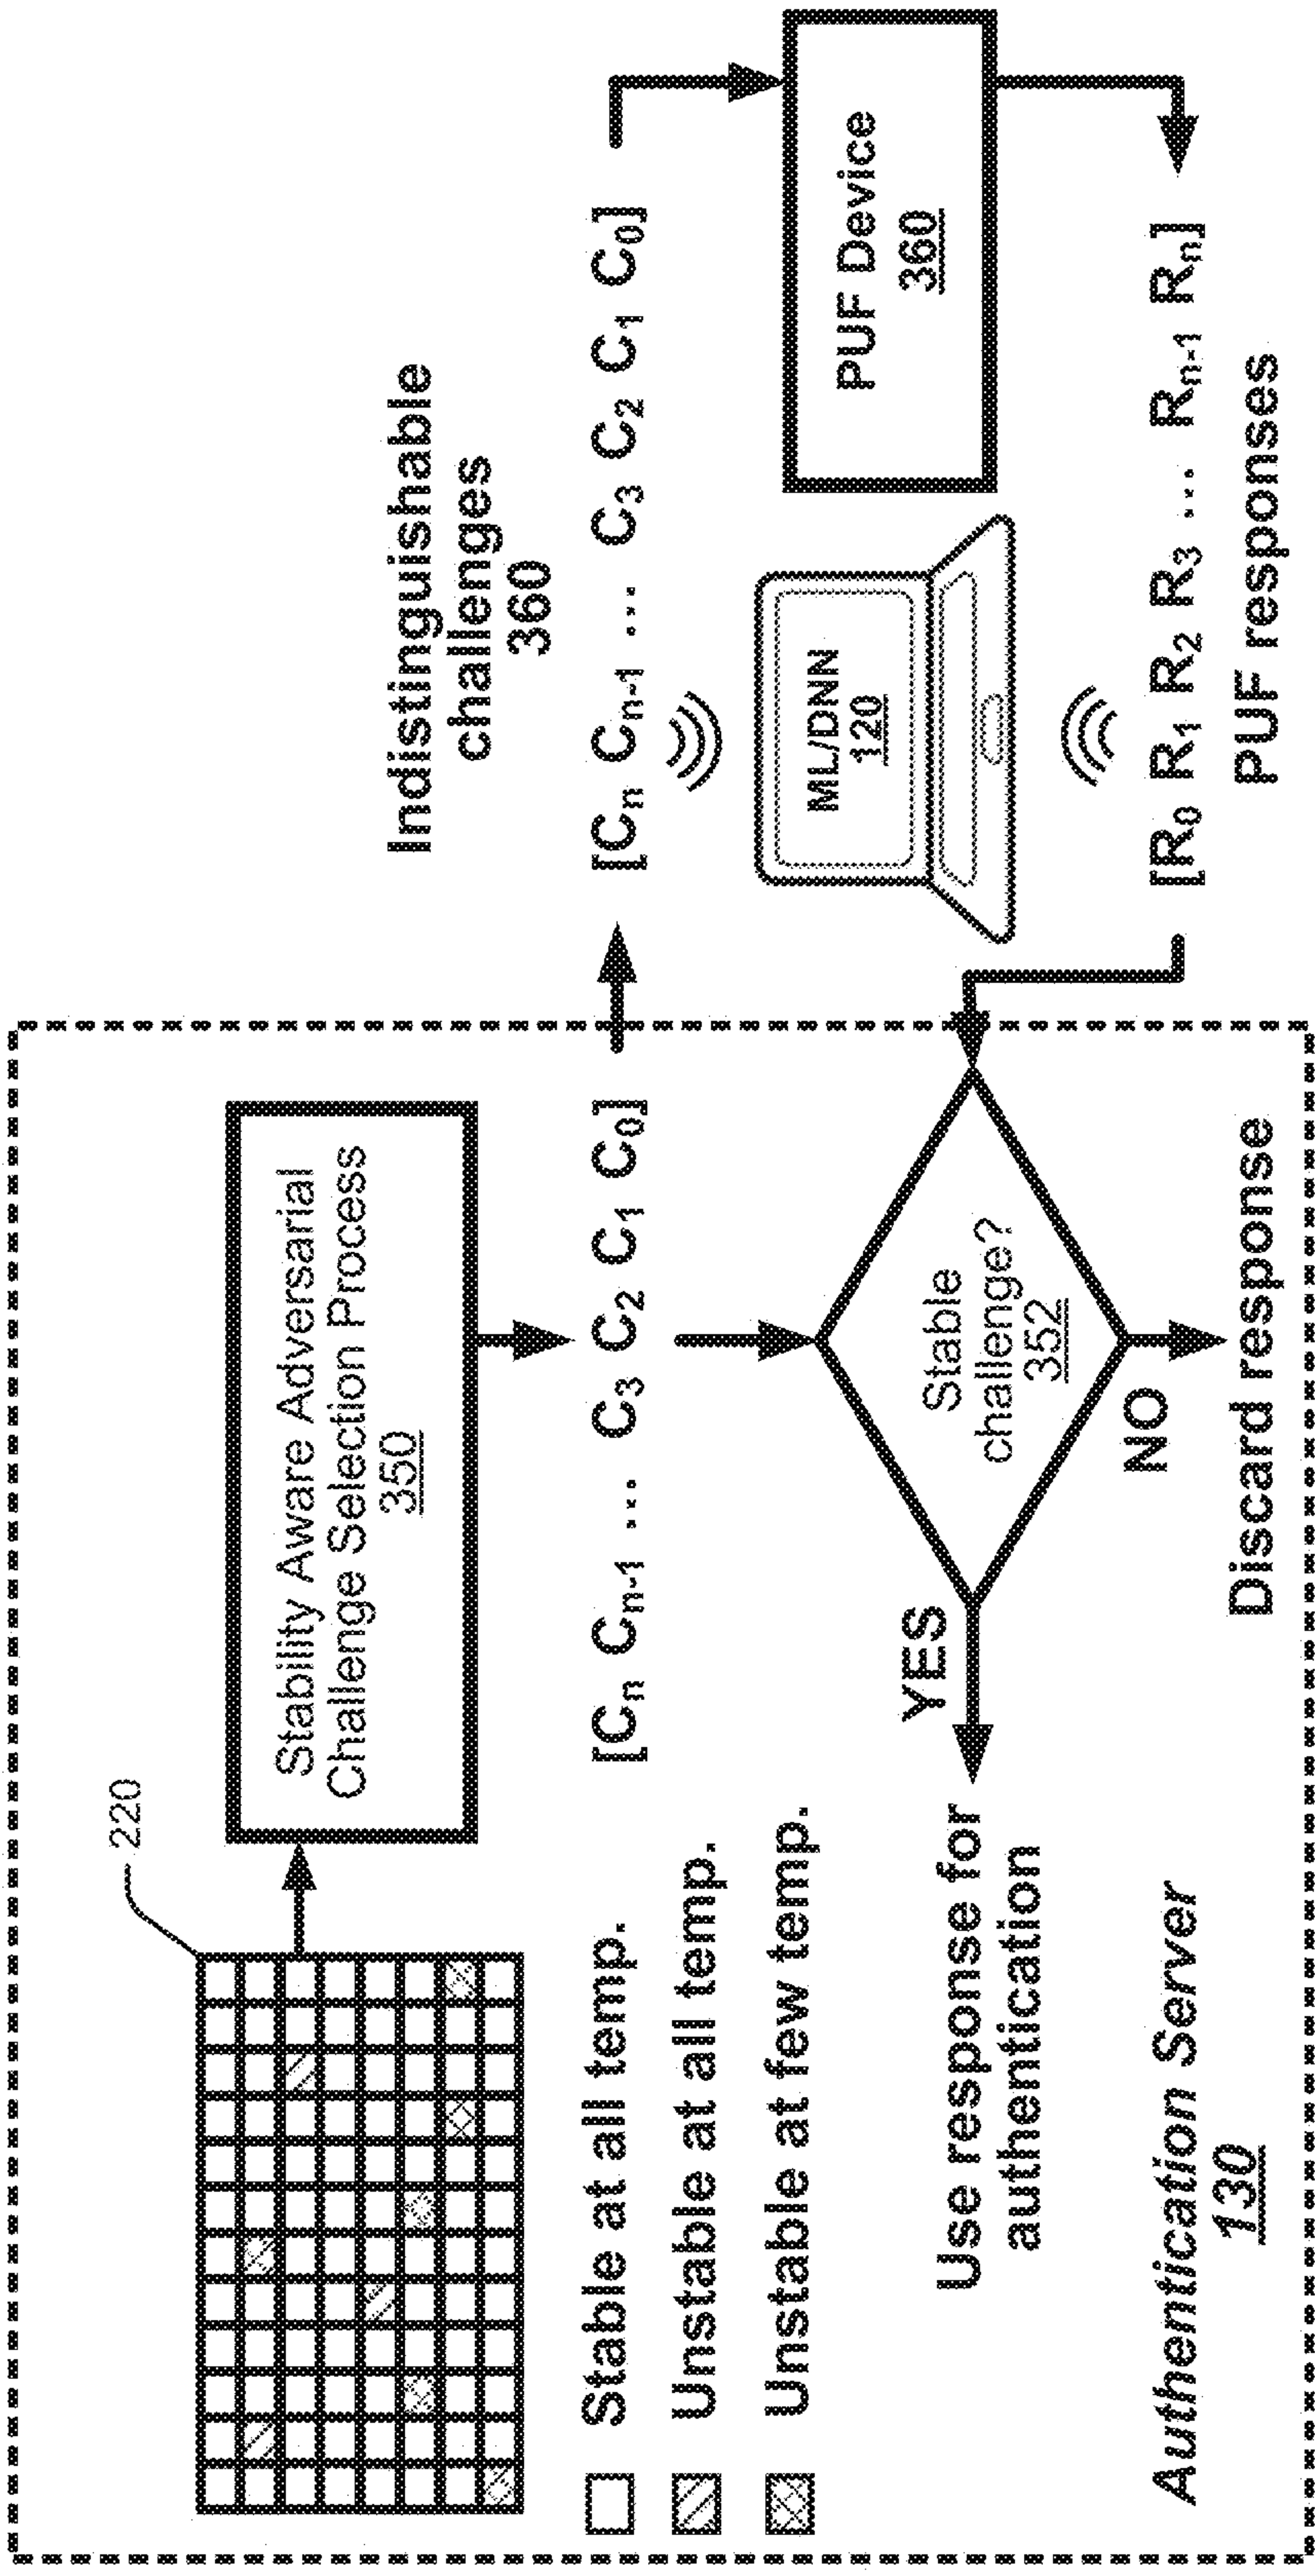 220
Stability Aware Adversarial
Challenge Selection Process
350
Indistinguishable
challenges
360
[Cn Cn-1 ... C3 C2 C1 C0]
[Cn Cn-1 ... C3 C2 C1 C0]
Stable at all temp.
Unstable at all temp.
Unstable at few temp.
ML/DNN
120
PUF Device
360
Stable
challenge?
352
YES
NO
Use response for
authentication
Discard response
[R0 R1 R2 R3 ... Rn-1 Rn]
PUF responses
Authentication Server
130